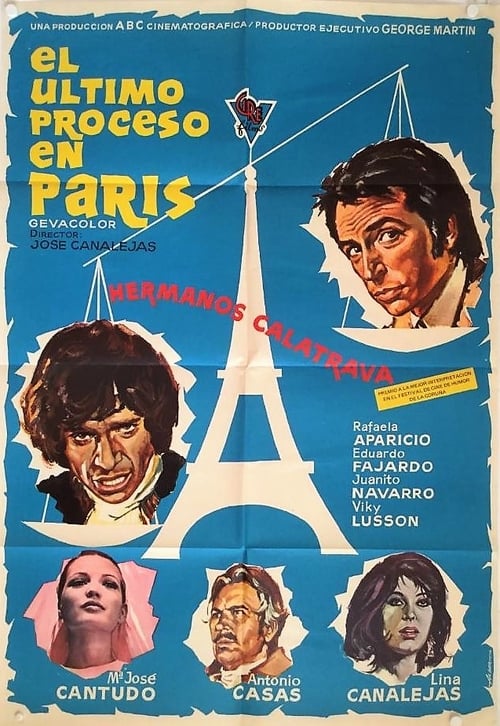 UNA PRODUCCION ABC CINEMATOGRAFICA / PRODUCTOR EJECUTIVO GEORGE MARTIN
EL
ULTIMO
PROCESO
EN
PARIS
GEVACOLOR
DIRECTOR:
JOSE CANALEJAS
CIRE
films
HERMANOS CALATRAVA
PREMIO A LA MEJOR INTERPRETACION
EN EL FESTIVAL DE CINE DE HUMOR
DE LA CORUÑA
Rafaela
APARICIO
Eduardo
FAJARDO
Juanito
NAVARRO
Viky
LUSSON
Mª José
CANTUDO
Antonio
CASAS
Lina
CANALEJAS